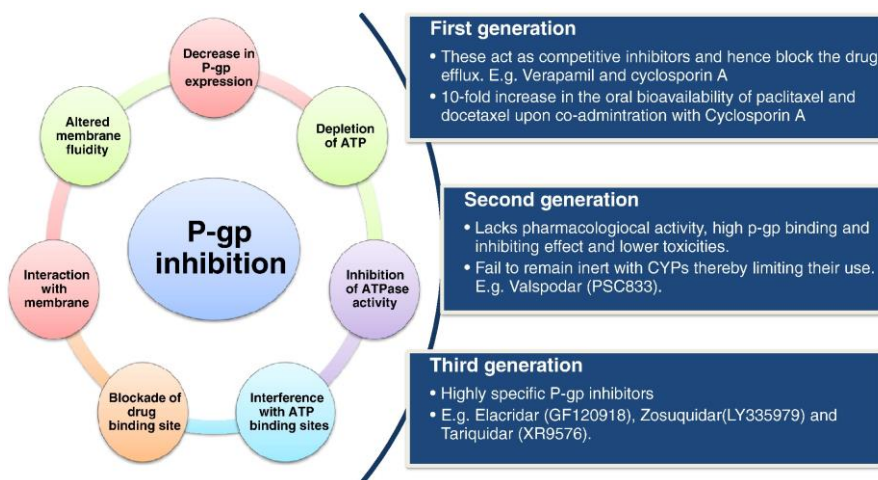 Decrease in
P-gp
expression
Depletion
of ATP
Inhibition
of ATPase
activity
Interference
with ATP
binding sites
Blockade of
drug
binding site
Interaction
with
membrane
Altered
membrane
fluidity
P-gp
inhibition
First generation
• These act as competitive inhibitors and hence block the drug
efflux. E.g. Verapamil and cyclosporin A
• 10-fold increase in the oral bioavailability of paclitaxel and
docetaxel upon co-admintration with Cyclosporin A
Second generation
• Lacks pharmacologiocal activity, high p-gp binding and
inhibiting effect and lower toxicities.
• Fail to remain inert with CYPs thereby limiting their use.
E.g. Valspodar (PSC833).
Third generation
• Highly specific P-gp inhibitors
• E.g. Elacridar (GF120918), Zosuquidar(LY335979) and
Tariquidar (XR9576).